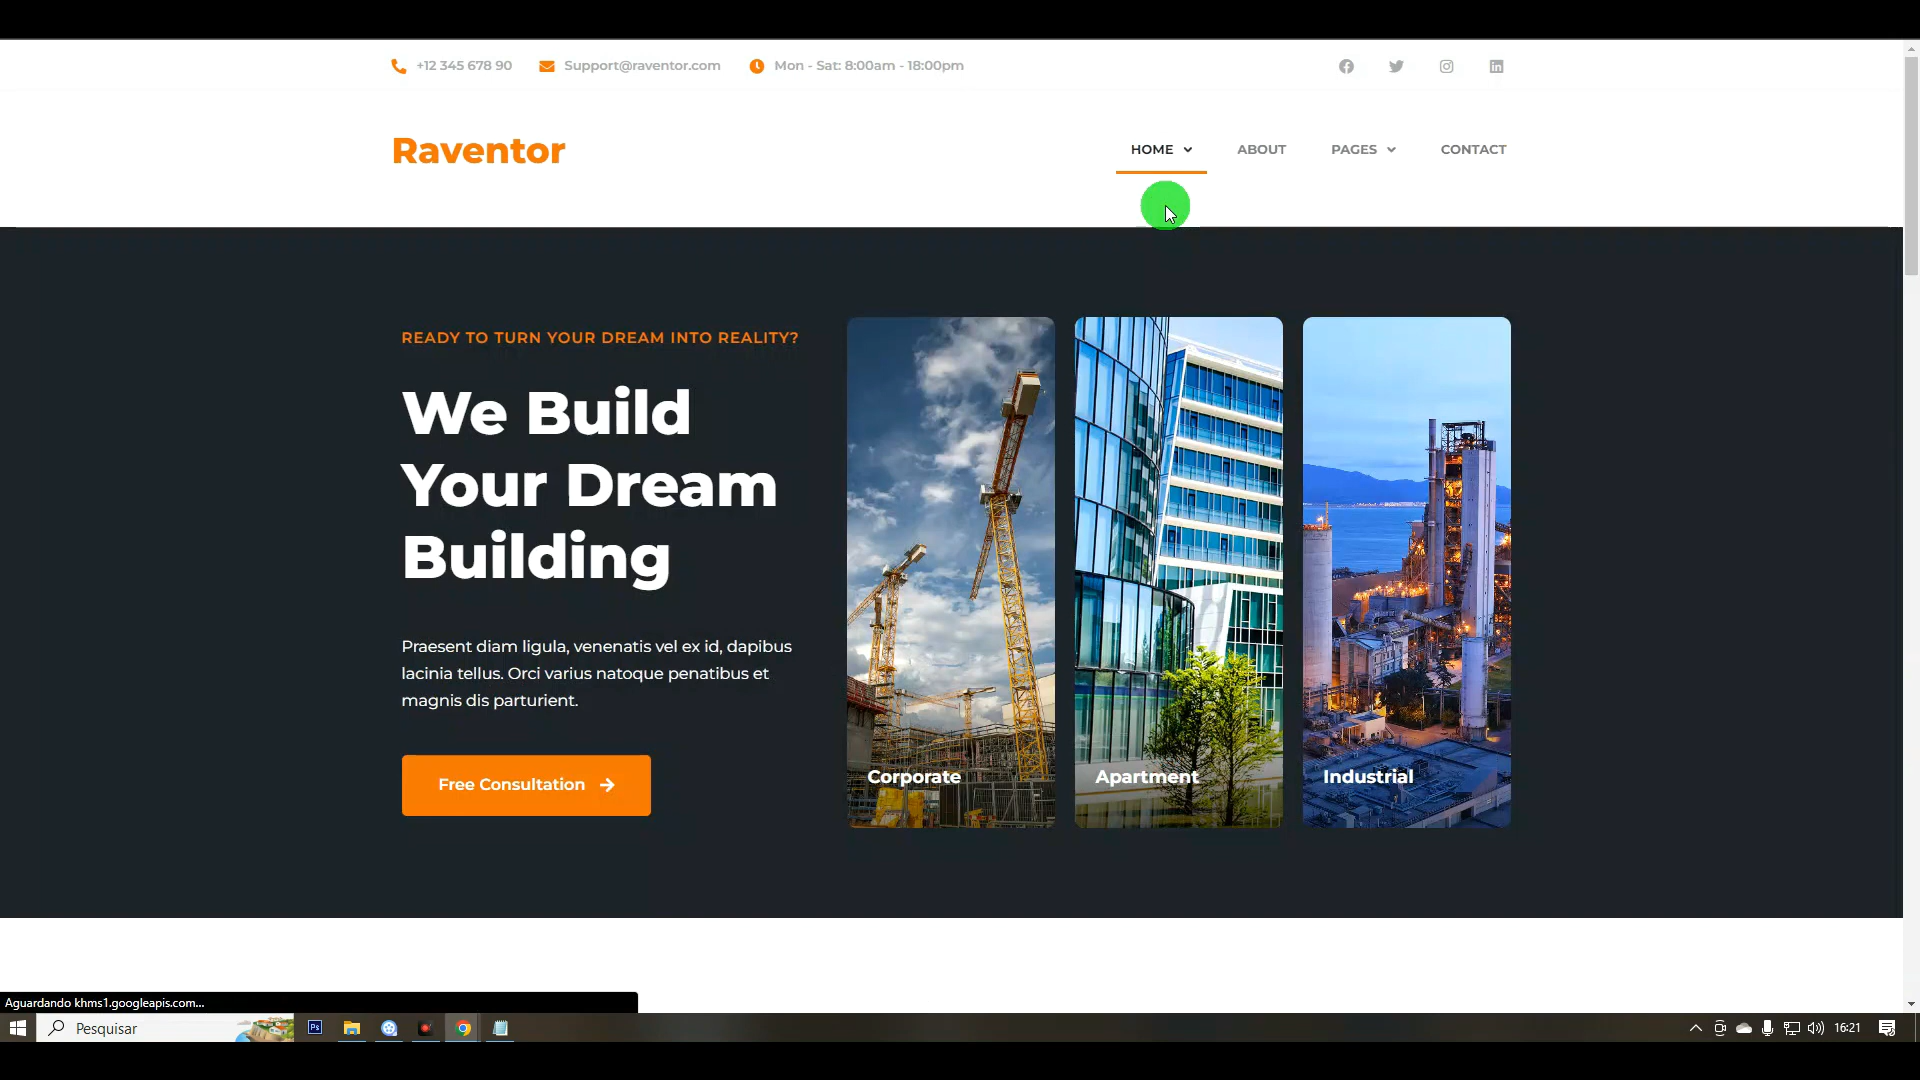 +12 345 678 90 Support@raventor.com Mon - Sat: 8:00am - 18:00pm
Raventor
HOME ABOUT PAGES CONTACT
READY TO TURN YOUR DREAM INTO REALITY?
We Build
Your Dream
Building
Praesent diam ligula, venenatis vel ex id, dapibus
lacinia tellus. Orci varius natoque penatibus et
magnis dis parturient.
Free Consultation
Corporate
Apartment
Industrial
Aguardando khms1.googleapis.com...
Pesquisar
Ps
16:21